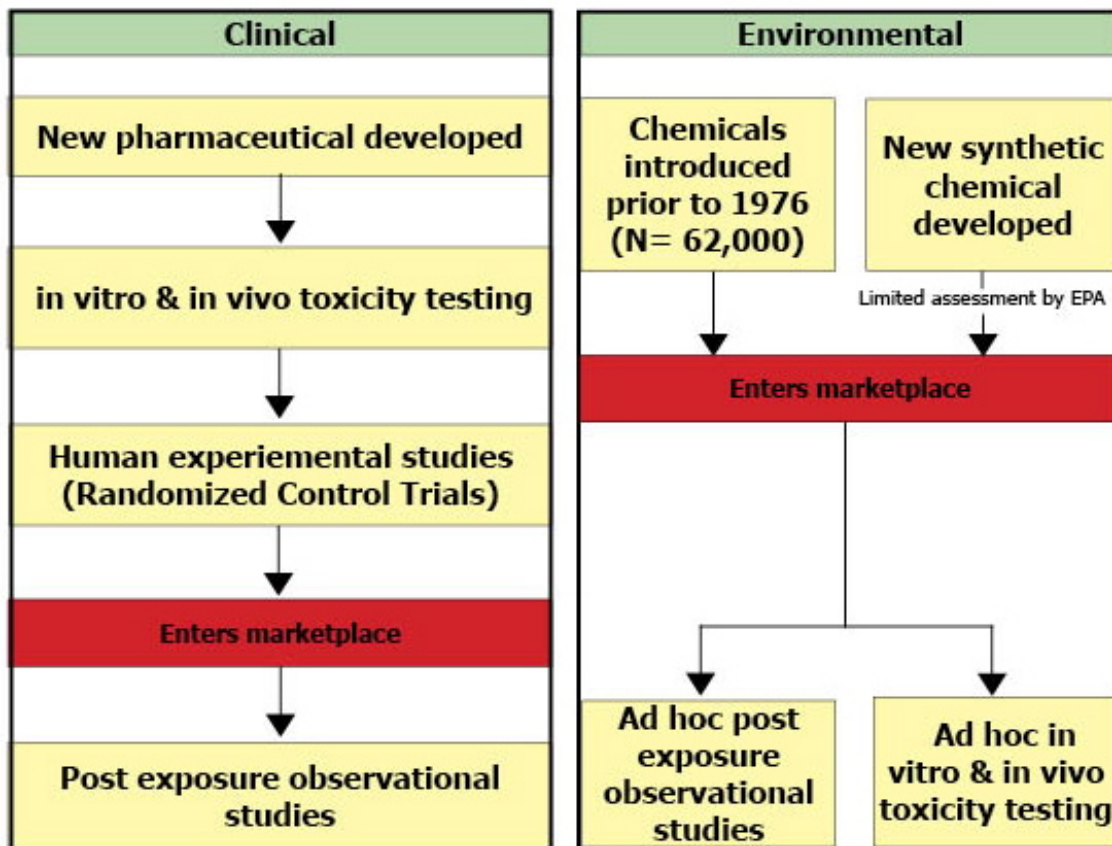 Clinical
New pharmaceutical developed
in vitro & in vivo toxicity testing
Human experiemental studies
(Randomized Control Trials)
Enters marketplace
Post exposure observational
studies
Environmental
Chemicals
introduced
prior to 1976
(N= 62,000)
New synthetic
chemical
developed
Limited assessment by EPA
Enters marketplace
Ad hoc post
exposure
observational
studies
Ad hoc in
vitro & in vivo
toxicity testing